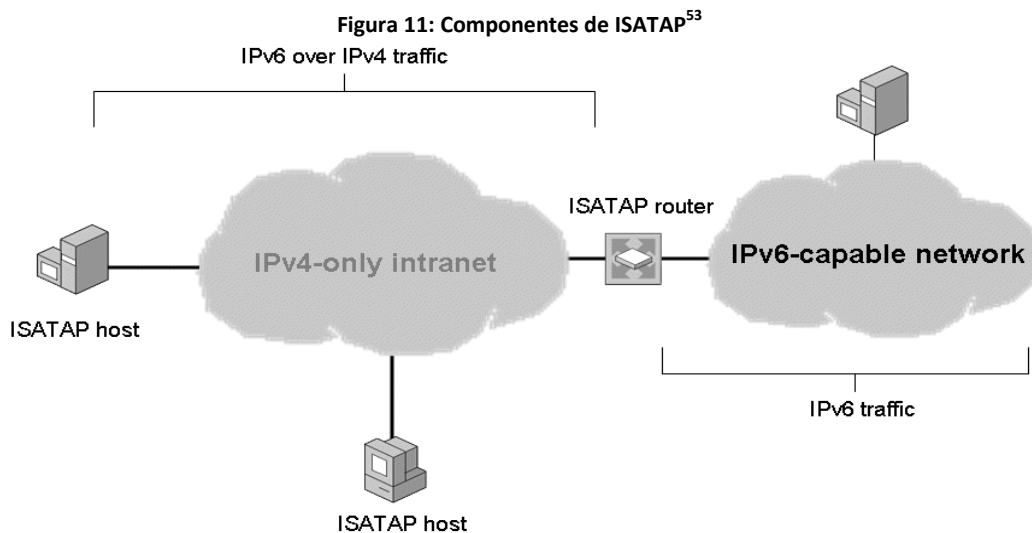 Figura 11: Componentes de ISATAP53
IPv6 over IPv4 traffic
ISATAP router
IPv4-only intranet
IPv6-capable network
ISATAP host
IPv6 traffic
ISATAP host